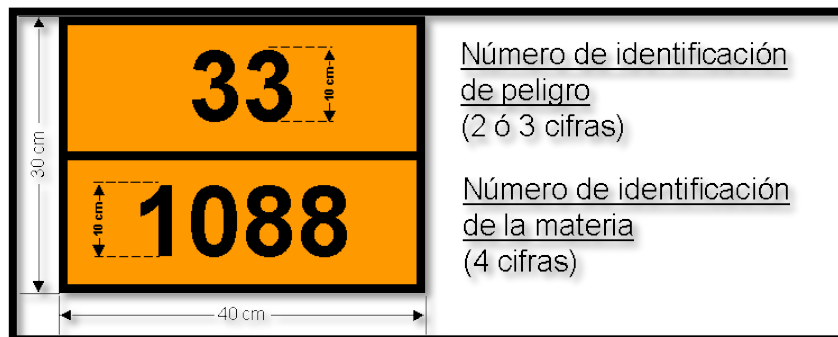 33
10 cm
Número de identificación
de peligro
(2 ó 3 cifras)
30 cm
1088
10 cm
Número de identificación
de la materia
(4 cifras)
40 cm